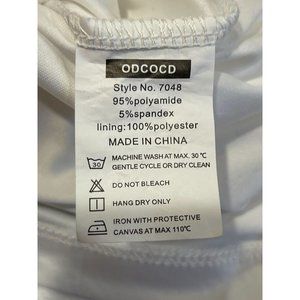 ODCOCD
Style No. 7048
95%polyamide
5%spandex
lining:100%polyester
MADE IN CHINA
30
MACHINE WASH AT MAX. 30 ℃
GENTLE CYCLE OR DRY CLEAN
DO NOT BLEACH
HANG DRY ONLY
IRON WITH PROTECTIVE
CANVAS AT MAX 110℃